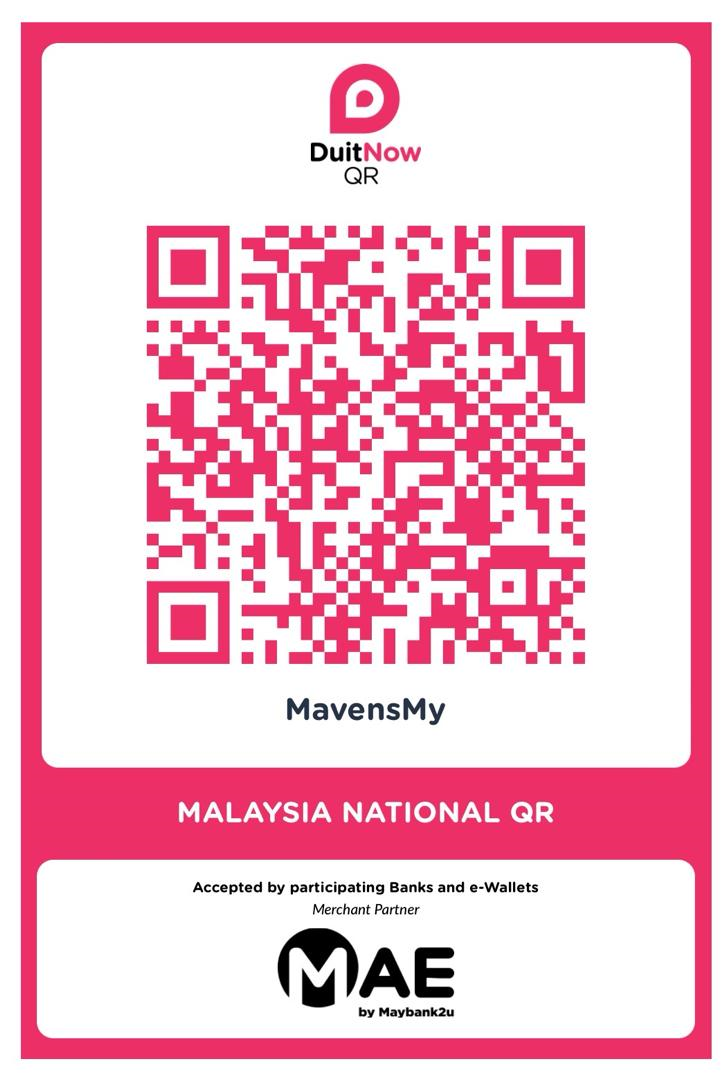 DuitNow
QR
MavensMy
MALAYSIA NATIONAL QR
Accepted by participating Banks and e-Wallets
Merchant Partner
MAE
by Maybank2u